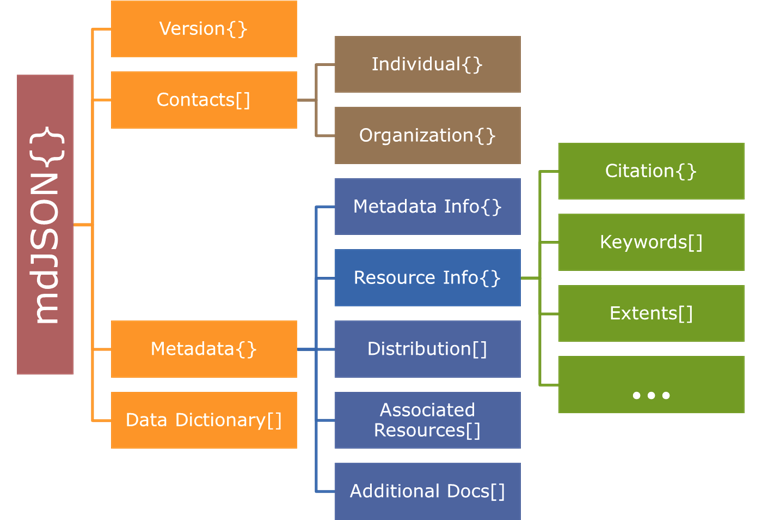 mdJSON{}
Version{}
Contacts[]
Individual{}
Organization{}
Metadata{}
Metadata Info{}
Resource Info{}
Citation{}
Keywords[]
Extents[]
...
Distribution[]
Associated
Resources[]
Additional Docs[]
Data Dictionary[]